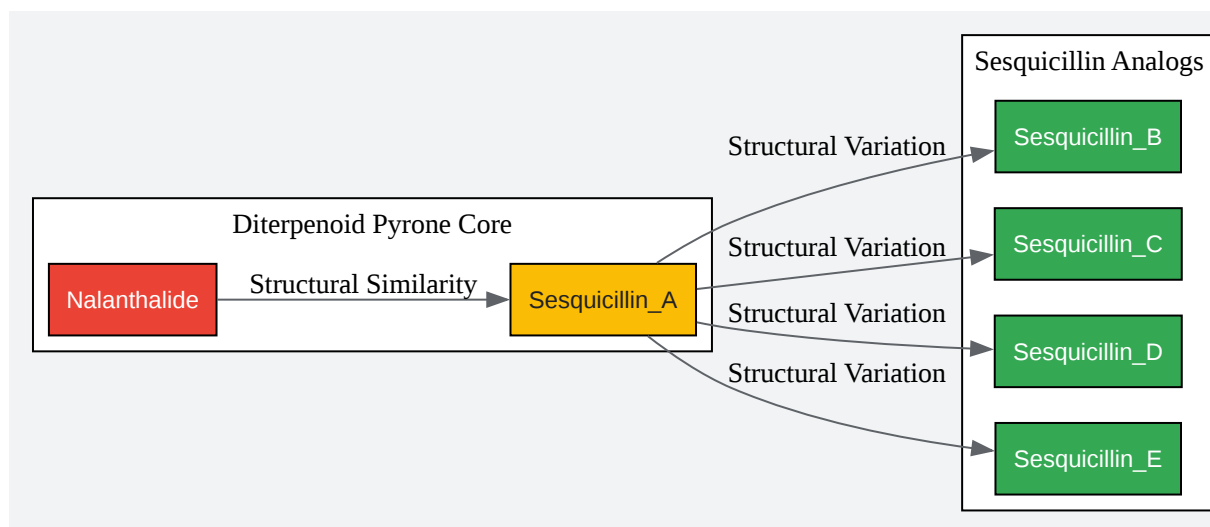 Diterpenoid Pyrone Core
Nalanthalide
Structural Similarity
Sesquicillin_A
Structural Variation
Structural Variation
Structural Variation
Structural Variation
Sesquicillin Analogs
Sesquicillin_B
Sesquicillin_C
Sesquicillin_D
Sesquicillin_E